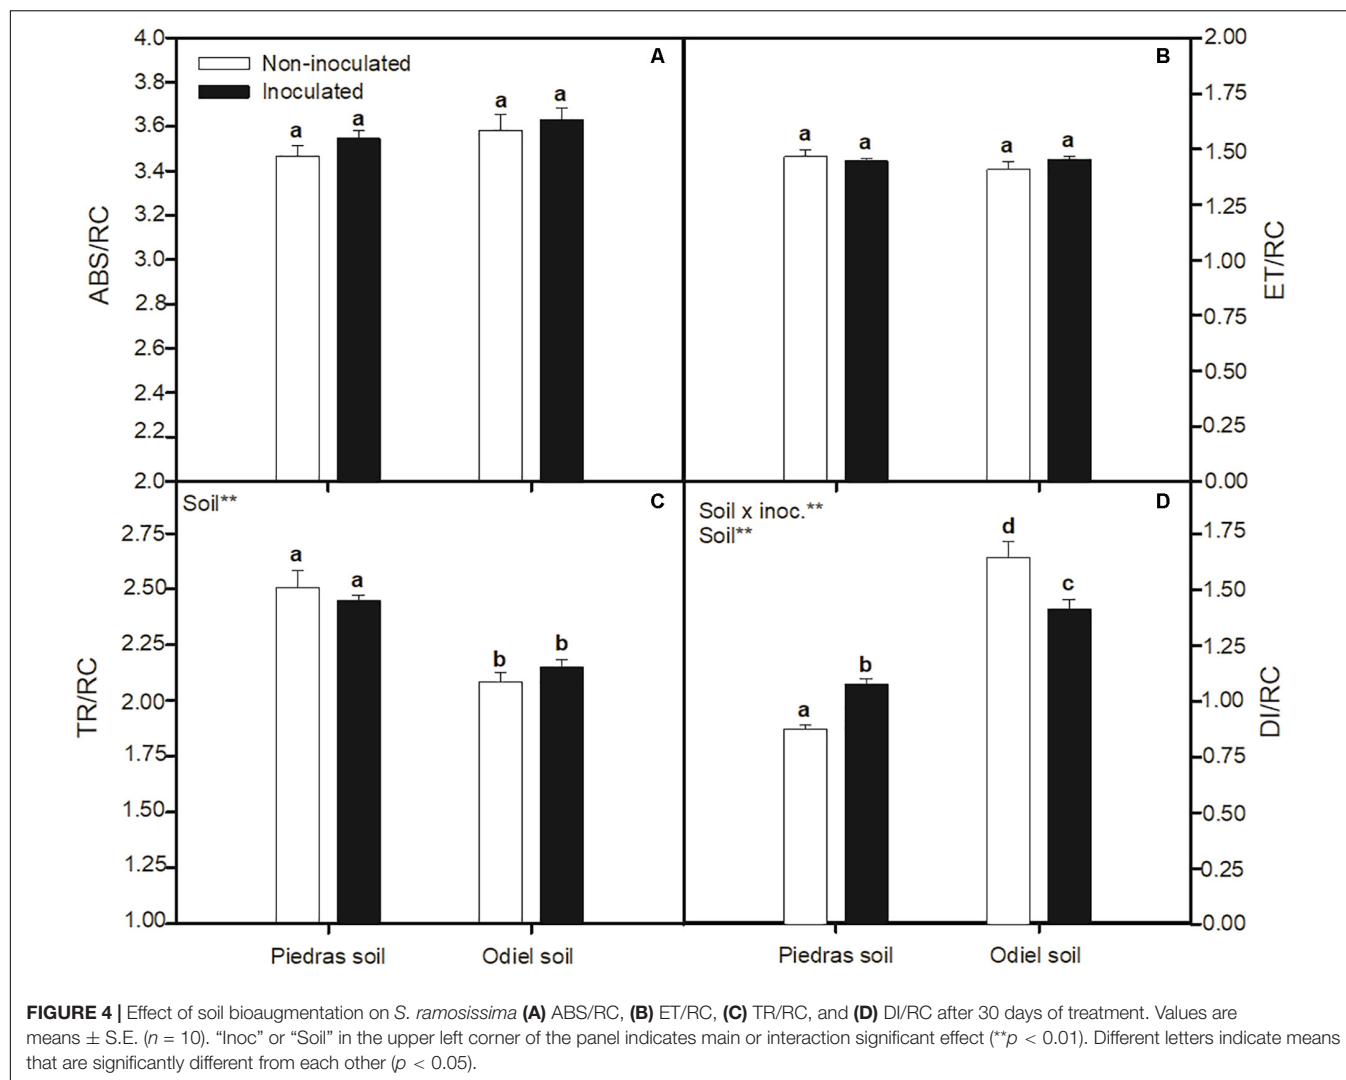 4.0
3.8
3.6
3.4
3.2
3.0
2.8
2.6
2.4
2.2
2.0
ABS/RC
Non-inoculated
Inoculated
A
a
a
a
a
B
a
a
a
a
2.00
1.75
1.50
1.25
1.00
0.75
0.50
0.25
0.00
ET/RC
2.75
2.50
2.25
2.00
1.75
1.50
1.25
1.00
TR/RC
Soil**
C
a
a
b
b
Piedras soil
Odiel soil
Soil x inoc.**
Soil**
D
a
b
d
c
1.75
1.50
1.25
1.00
0.75
0.50
0.25
0.00
DI/RC
Piedras soil
Odiel soil
FIGURE 4 | Effect of soil bioaugmentation on S. ramosissima (A) ABS/RC, (B) ET/RC, (C) TR/RC, and (D) DI/RC after 30 days of treatment. Values are
means ± S.E. (n = 10). “Inoc” or “Soil” in the upper left corner of the panel indicates main or interaction significant effect (**p < 0.01). Different letters indicate means
that are significantly different from each other (p < 0.05).